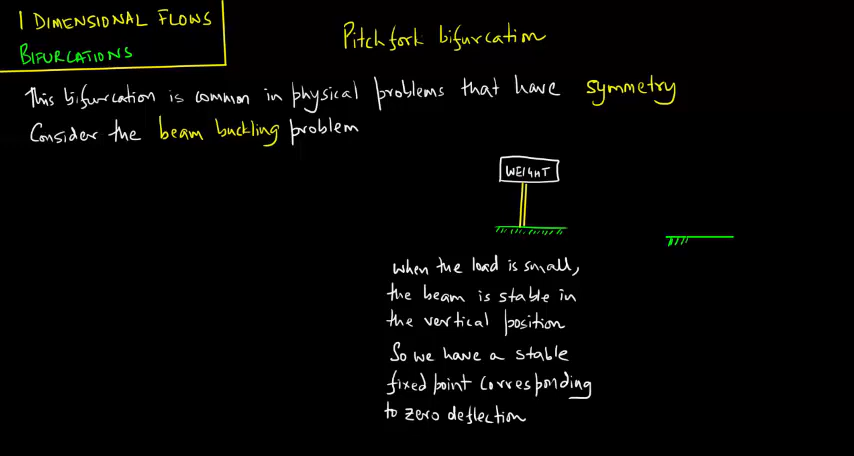 1 DIMENSIONAL FLOWS
BIFURCATIONS
Pitchfork bifurcation
This bifurcation is common in physical problems that have symmetry
Consider the beam buckling problem
WEIGHT
when the load is small,
the beam is stable in
the vertical position
So we have a stable
fixed point corresponding
to zero deflection